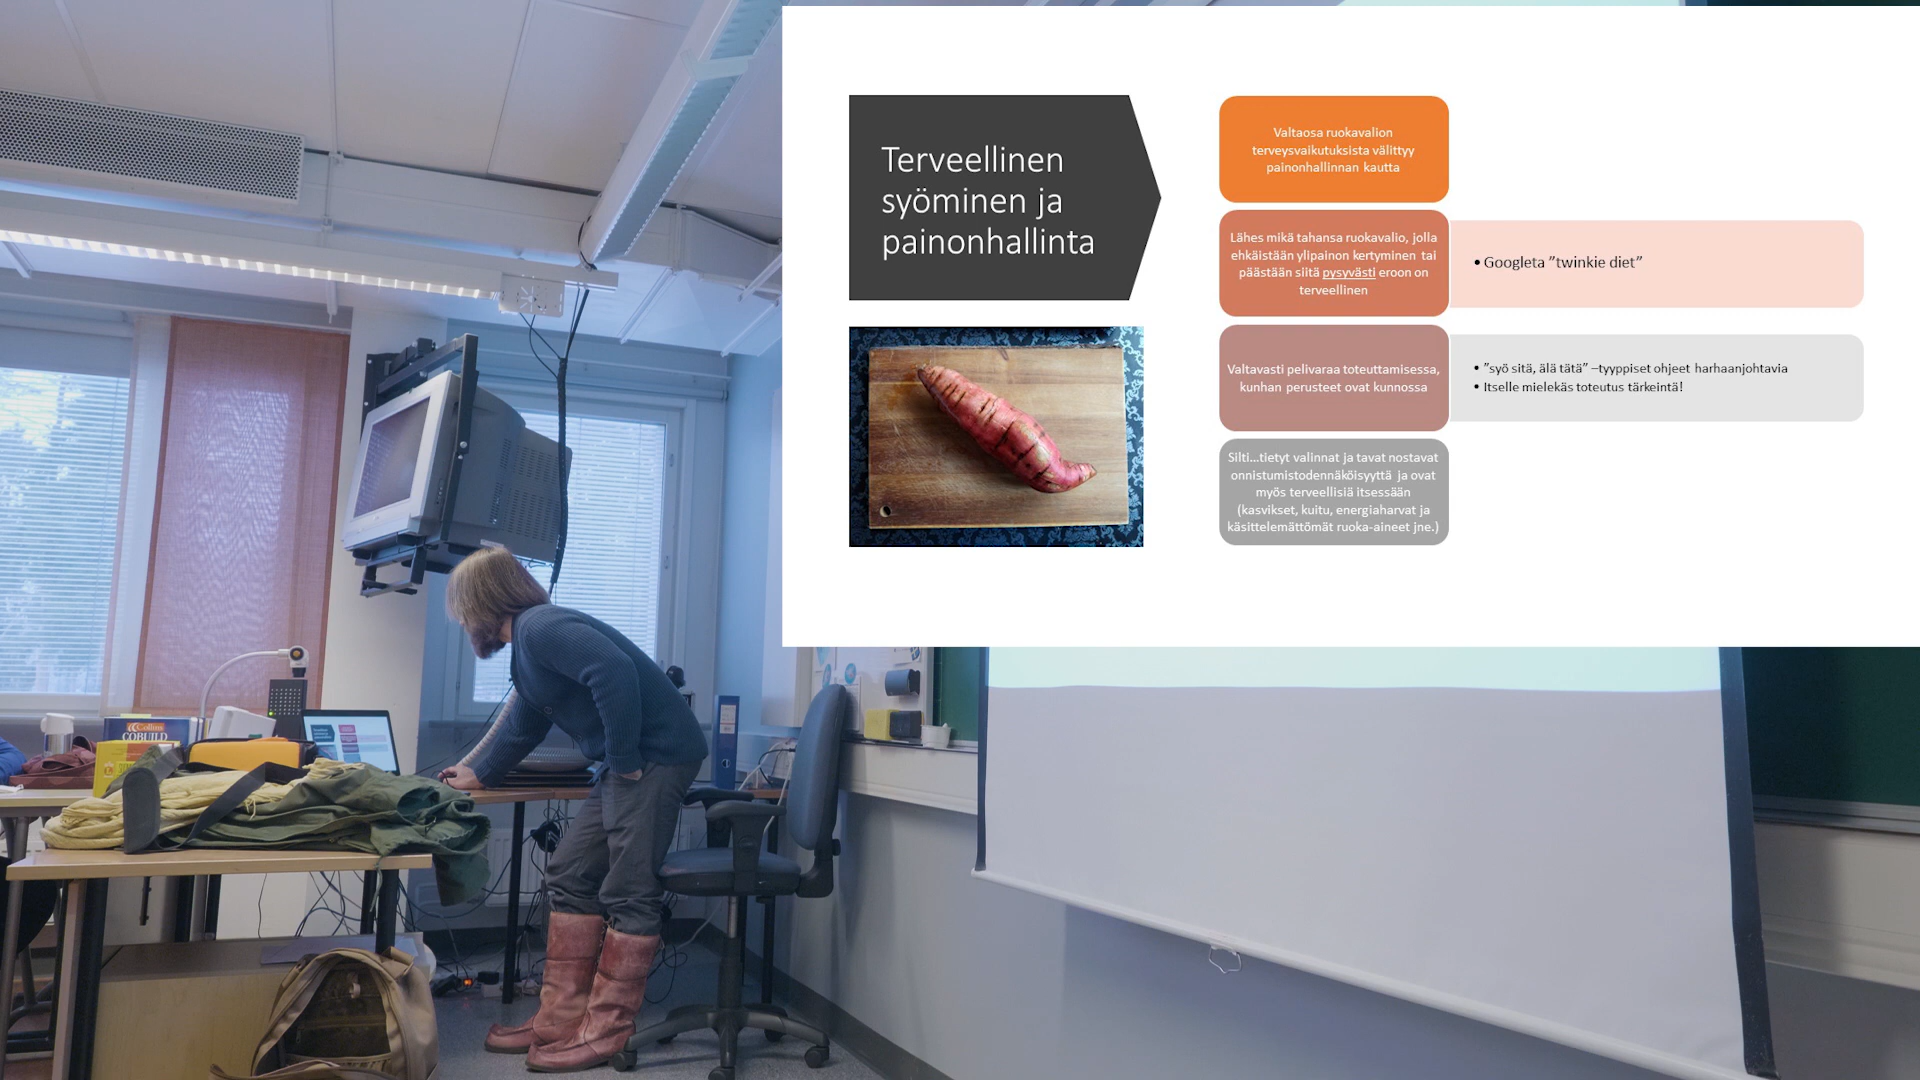 Terveellinen
syöminen ja
painonhallinta
Valtaosa ruokavalion
terveysvaikutuksista välittyy
painonhallinnan kautta
Lähes mikä tahansa ruokavalio, jolla
ehkäistään ylipainon kertyminen tai
päästään siitä pysyvästi eroon on
terveellinen
• Googleta ”twinkie diet”
Valtavasti pelivaraa toteuttamisessa,
kunhan perusteet ovat kunnossa
• ”syö sitä, älä tätä” –tyyppiset ohjeet harhaanjohtavia
• Itselle mielekäs toteutus tärkeintä!
Silti...tietyt valinnat ja tavat nostavat
onnistumistodennäköisyyttä ja ovat
myös terveellisiä itsessään
(kasvikset, kuitu, energiaharvat ja
käsittelemättömät ruoka-aineet jne.)
Collins
COBUILD